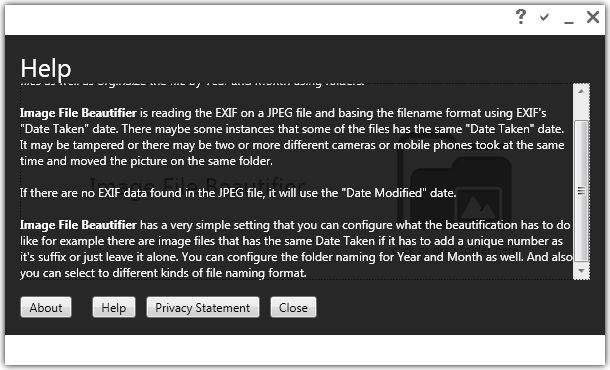 Help
files as well as orginaize the file by Year and Month using folders.
Image File Beautifier is reading the EXIF on a JPEG file and basing the filename format using EXIF's
"Date Taken" date. There maybe some instances that some of the files has the same "Date Taken" date.
It may be tampered or there may be two or more different cameras or mobile phones took at the same
time and moved the picture on the same folder.
If there are no EXIF data found in the JPEG file, it will use the "Date Modified" date.
Image File Beautifier
Image File Beautifier has a very simple setting that you can configure what the beautification has to do
like for example there are image files that has the same Date Taken if it has to add a unique number as
it's suffix or just leave it alone. You can configure the folder naming for Year and Month as well. And also
you can select to different kinds of file naming format.
About Help Privacy Statement Close